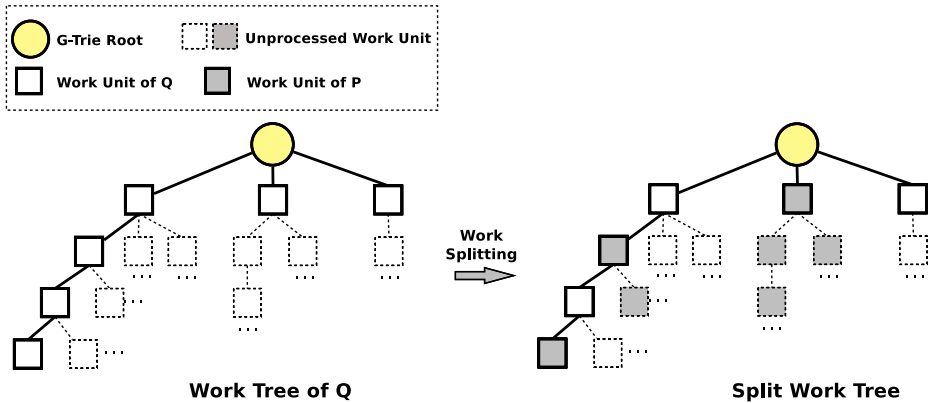 G-Trie Root
Unprocessed Work Unit
Work Unit of Q
Work Unit of P
Work
Splitting
Work Tree of Q
Split Work Tree